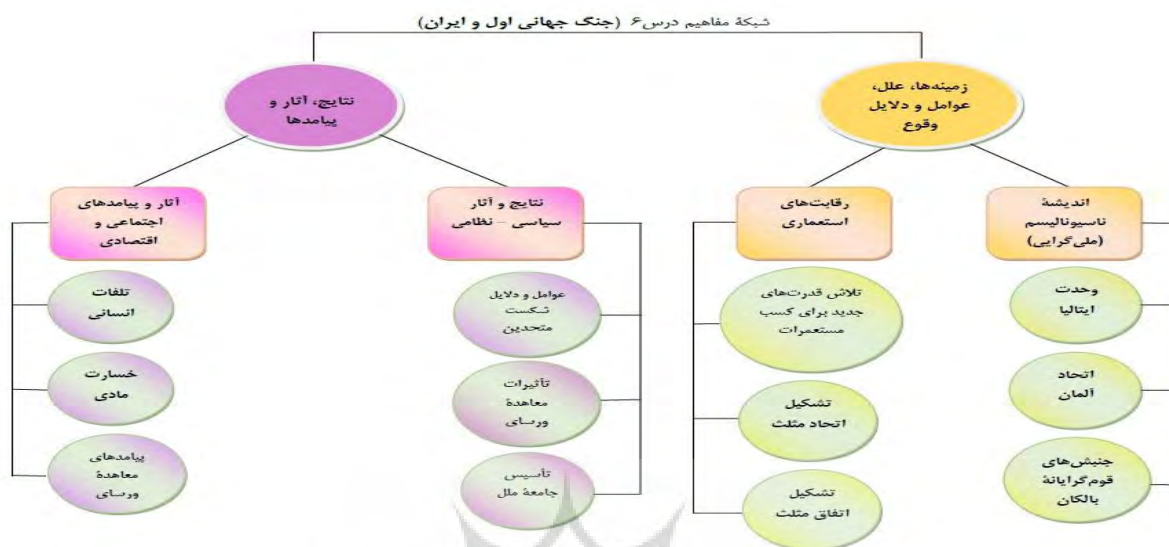 شبکهٔ مفاهیم درس۶ (جنگ جهانی اول و ایران)
زمینه‌ها، علل،
عوامل و دلایل
وقوع
اندیشهٔ
ناسیونالیسم
(ملی‌گرایی)
وحدت
ایتالیا
اتحاد
آلمان
جنبش‌های
قوم‌گرایانهٔ
بالکان
رقابت‌های
استعماری
تلاش قدرت‌های
جدید برای کسب
مستعمرات
تشکیل
اتحاد مثلث
تشکیل
اتفاق مثلث
نتایج، آثار و
پیامدها
نتایج و آثار
سیاسی – نظامی
عوامل و دلایل
شکست
متحدین
تأثیرات
معاهدهٔ
ورسای
تأسیس
جامعهٔ ملل
آثار و پیامدهای
اجتماعی و
اقتصادی
تلفات
انسانی
خسارت
مادی
پیامدهای
معاهدهٔ
ورسای